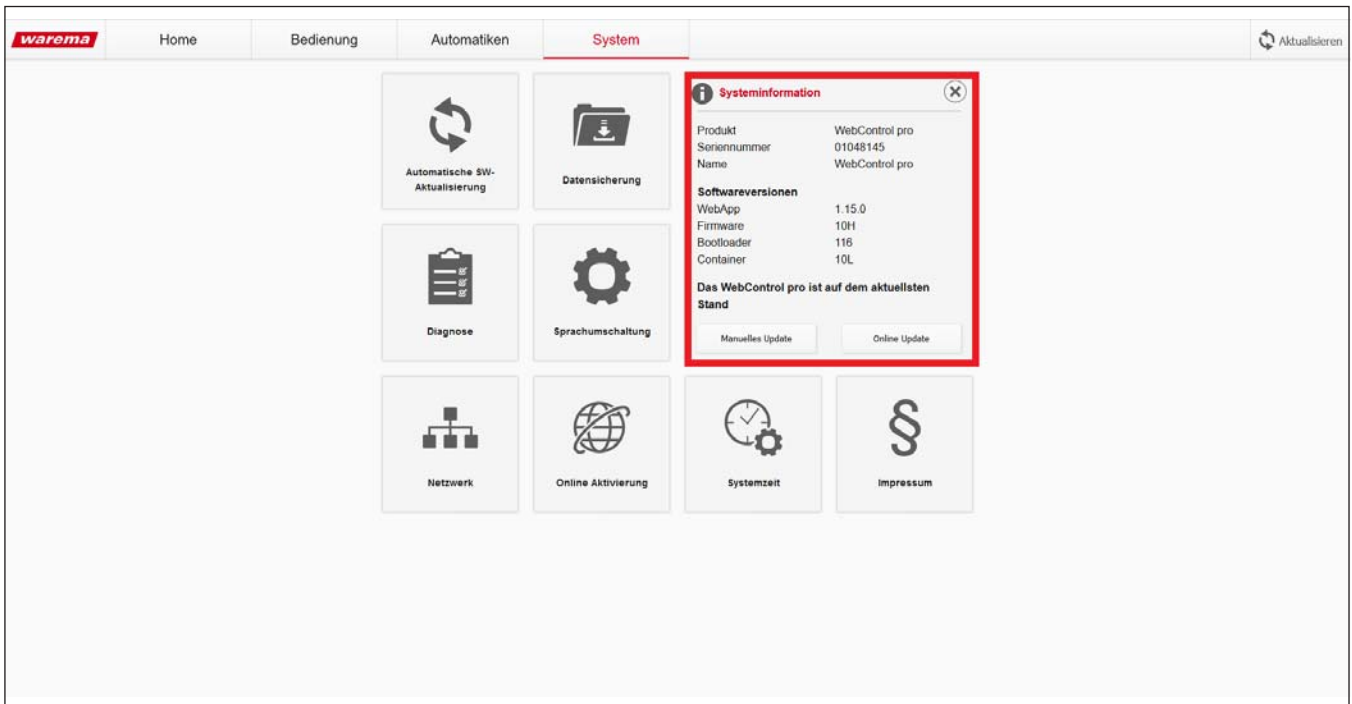 warema Home Bedienung Automatiken System Aktualisieren
Automatische SW-
Aktualisierung
Datensicherung
Systeminformation
Produkt WebControl pro
Seriennummer 01048145
Name WebControl pro
Softwareversionen
WebApp 1.15.0
Firmware 10H
Bootloader 116
Container 10L
Das WebControl pro ist auf dem aktuellsten
Stand
Manuelles Update Online Update
Diagnose Sprachumschaltung
Netzwerk Online Aktivierung Systemzeit Impressum